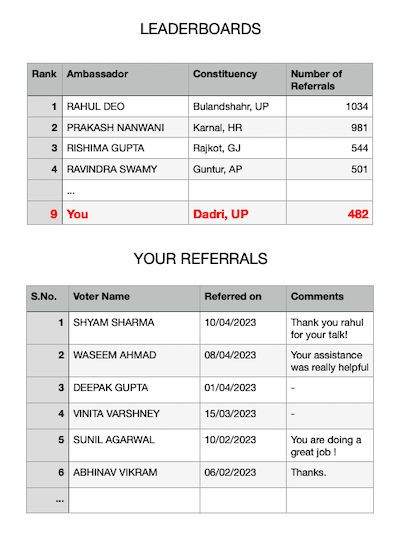 LEADERBOARDS
Rank Ambassador Constituency Number of
Referrals
1 RAHUL DEO Bulandshahr, UP 1034
2 PRAKASH NANWANI Karnal, HR 981
3 RISHIMA GUPTA Rajkot, GJ 544
4 RAVINDRA SWAMY Guntur, AP 501
...
9 You Dadri, UP 482
YOUR REFERRALS
S.No. Voter Name Referred on Comments
1 SHYAM SHARMA 10/04/2023 Thank you rahul
for your talk!
2 WASEEM AHMAD 08/04/2023 Your assistance
was really helpful
3 DEEPAK GUPTA 01/04/2023 -
4 VINITA VARSHNEY 15/03/2023 -
5 SUNIL AGARWAL 10/02/2023 You are doing a
great job !
6 ABHINAV VIKRAM 06/02/2023 Thanks.
...